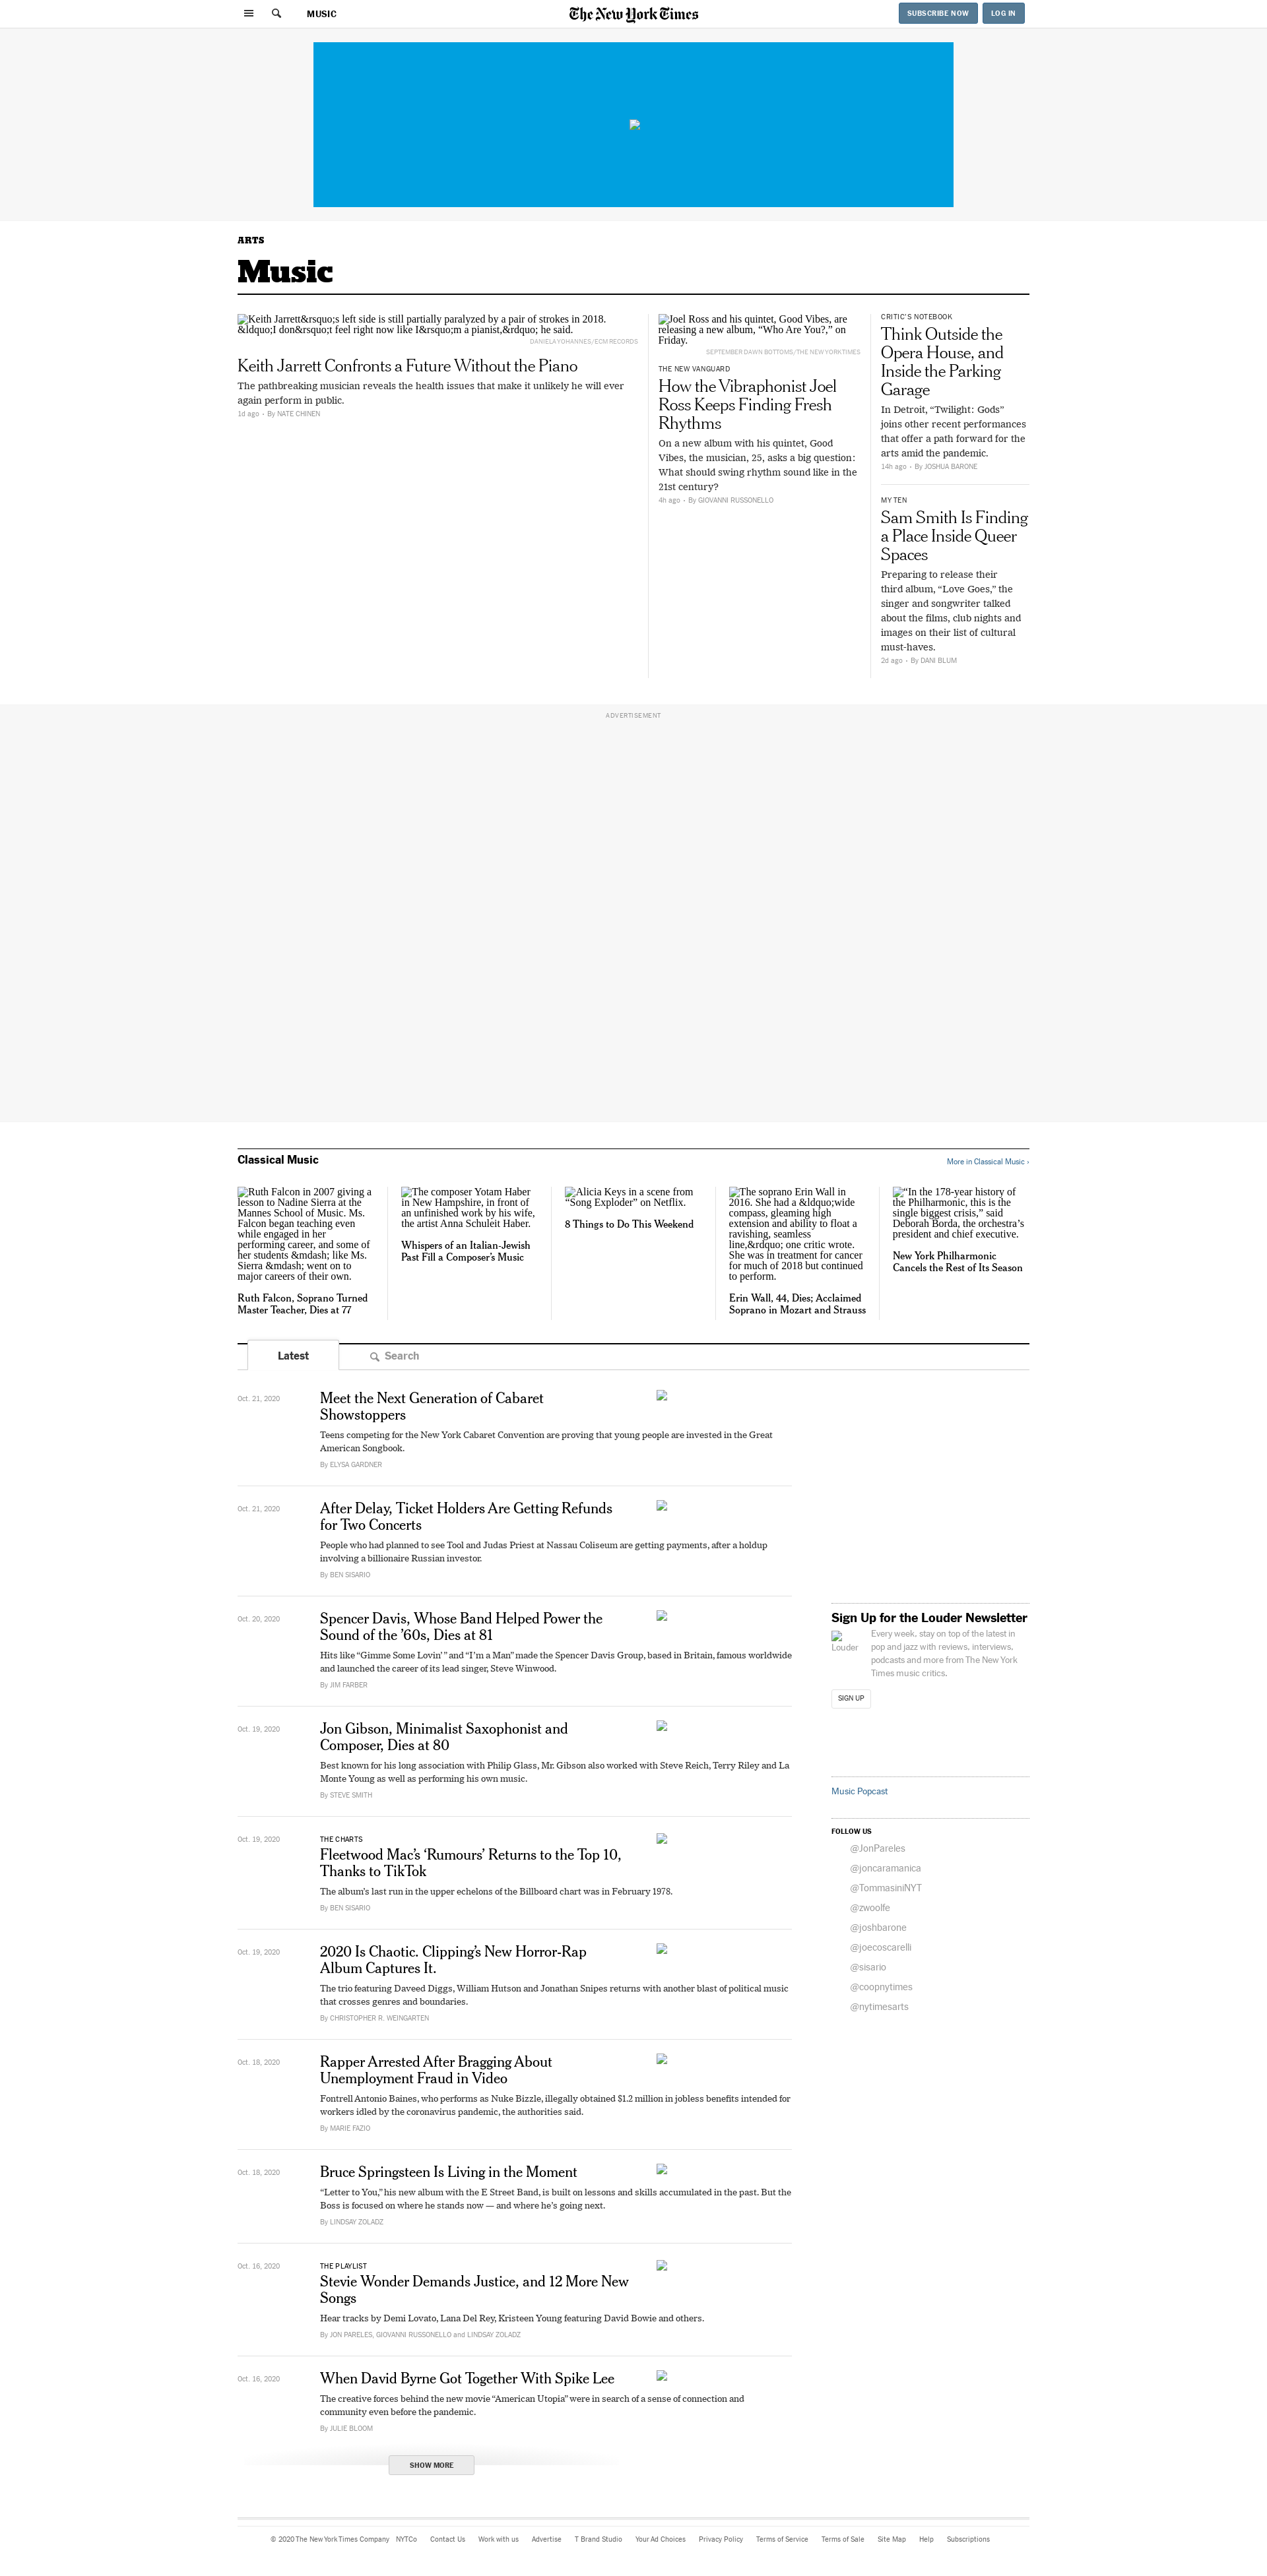 MUSIC
The New York Times
SUBSCRIBE NOW
LOG IN
ARTS
Music
Keith Jarrett&rsquo;s left side is still partially paralyzed by a pair of strokes in 2018.
&ldquo;I don&rsquo;t feel right now like I&rsquo;m a pianist,&rdquo; he said.
DANIELA YOHANNES/ECM RECORDS
Keith Jarrett Confronts a Future Without the Piano
The pathbreaking musician reveals the health issues that make it unlikely he will ever
again perform in public.
1d ago • By NATE CHINEN
Joel Ross and his quintet, Good Vibes, are
releasing a new album, “Who Are You?,” on
Friday.
SEPTEMBER DAWN BOTTOMS/THE NEW YORK TIMES
THE NEW VANGUARD
How the Vibraphonist Joel
Ross Keeps Finding Fresh
Rhythms
On a new album with his quintet, Good
Vibes, the musician, 25, asks a big question:
What should swing rhythm sound like in the
21st century?
4h ago • By GIOVANNI RUSSONELLO
CRITIC’S NOTEBOOK
Think Outside the
Opera House, and
Inside the Parking
Garage
In Detroit, “Twilight: Gods”
joins other recent performances
that offer a path forward for the
arts amid the pandemic.
14h ago • By JOSHUA BARONE
MY TEN
Sam Smith Is Finding
a Place Inside Queer
Spaces
Preparing to release their
third album, “Love Goes,” the
singer and songwriter talked
about the films, club nights and
images on their list of cultural
must-haves.
2d ago • By DANI BLUM
ADVERTISEMENT
Classical Music
More in Classical Music ›
Ruth Falcon in 2007 giving a
lesson to Nadine Sierra at the
Mannes School of Music. Ms.
Falcon began teaching even
while engaged in her
performing career, and some of
her students &mdash; like Ms.
Sierra &mdash; went on to
major careers of their own.
Ruth Falcon, Soprano Turned
Master Teacher, Dies at 77
The composer Yotam Haber
in New Hampshire, in front of
an unfinished work by his wife,
the artist Anna Schuleit Haber.
Whispers of an Italian-Jewish
Past Fill a Composer’s Music
Alicia Keys in a scene from
“Song Exploder” on Netflix.
8 Things to Do This Weekend
The soprano Erin Wall in
2016. She had a &ldquo;wide
compass, gleaming high
extension and ability to float a
ravishing, seamless
line,&rdquo; one critic wrote.
She was in treatment for cancer
for much of 2018 but continued
to perform.
Erin Wall, 44, Dies; Acclaimed
Soprano in Mozart and Strauss
“In the 178-year history of
the Philharmonic, this is the
single biggest crisis,” said
Deborah Borda, the orchestra’s
president and chief executive.
New York Philharmonic
Cancels the Rest of Its Season
Latest
Search
Oct. 21, 2020
Meet the Next Generation of Cabaret
Showstoppers
Teens competing for the New York Cabaret Convention are proving that young people are invested in the Great
American Songbook.
By ELYSA GARDNER
Oct. 21, 2020
After Delay, Ticket Holders Are Getting Refunds
for Two Concerts
People who had planned to see Tool and Judas Priest at Nassau Coliseum are getting payments, after a holdup
involving a billionaire Russian investor.
By BEN SISARIO
Oct. 20, 2020
Spencer Davis, Whose Band Helped Power the
Sound of the ’60s, Dies at 81
Hits like “Gimme Some Lovin’ ” and “I’m a Man” made the Spencer Davis Group, based in Britain, famous worldwide
and launched the career of its lead singer, Steve Winwood.
By JIM FARBER
Oct. 19, 2020
Jon Gibson, Minimalist Saxophonist and
Composer, Dies at 80
Best known for his long association with Philip Glass, Mr. Gibson also worked with Steve Reich, Terry Riley and La
Monte Young as well as performing his own music.
By STEVE SMITH
Oct. 19, 2020
THE CHARTS
Fleetwood Mac’s ‘Rumours’ Returns to the Top 10,
Thanks to TikTok
The album’s last run in the upper echelons of the Billboard chart was in February 1978.
By BEN SISARIO
Oct. 19, 2020
2020 Is Chaotic. Clipping’s New Horror-Rap
Album Captures It.
The trio featuring Daveed Diggs, William Hutson and Jonathan Snipes returns with another blast of political music
that crosses genres and boundaries.
By CHRISTOPHER R. WEINGARTEN
Oct. 18, 2020
Rapper Arrested After Bragging About
Unemployment Fraud in Video
Fontrell Antonio Baines, who performs as Nuke Bizzle, illegally obtained $1.2 million in jobless benefits intended for
workers idled by the coronavirus pandemic, the authorities said.
By MARIE FAZIO
Oct. 18, 2020
Bruce Springsteen Is Living in the Moment
“Letter to You,” his new album with the E Street Band, is built on lessons and skills accumulated in the past. But the
Boss is focused on where he stands now — and where he’s going next.
By LINDSAY ZOLADZ
Oct. 16, 2020
THE PLAYLIST
Stevie Wonder Demands Justice, and 12 More New
Songs
Hear tracks by Demi Lovato, Lana Del Rey, Kristeen Young featuring David Bowie and others.
By JON PARELES, GIOVANNI RUSSONELLO and LINDSAY ZOLADZ
Oct. 16, 2020
When David Byrne Got Together With Spike Lee
The creative forces behind the new movie “American Utopia” were in search of a sense of connection and
community even before the pandemic.
By JULIE BLOOM
SHOW MORE
Sign Up for the Louder Newsletter
Louder
Every week, stay on top of the latest in
pop and jazz with reviews, interviews,
podcasts and more from The New York
Times music critics.
SIGN UP
Music Popcast
FOLLOW US
@JonPareles
@joncaramanica
@TommasiniNYT
@zwoolfe
@joshbarone
@joecoscarelli
@sisario
@coopnytimes
@nytimesarts
© 2020 The New York Times Company NYTCo Contact Us Work with us Advertise T Brand Studio Your Ad Choices Privacy Policy Terms of Service Terms of Sale Site Map Help Subscriptions